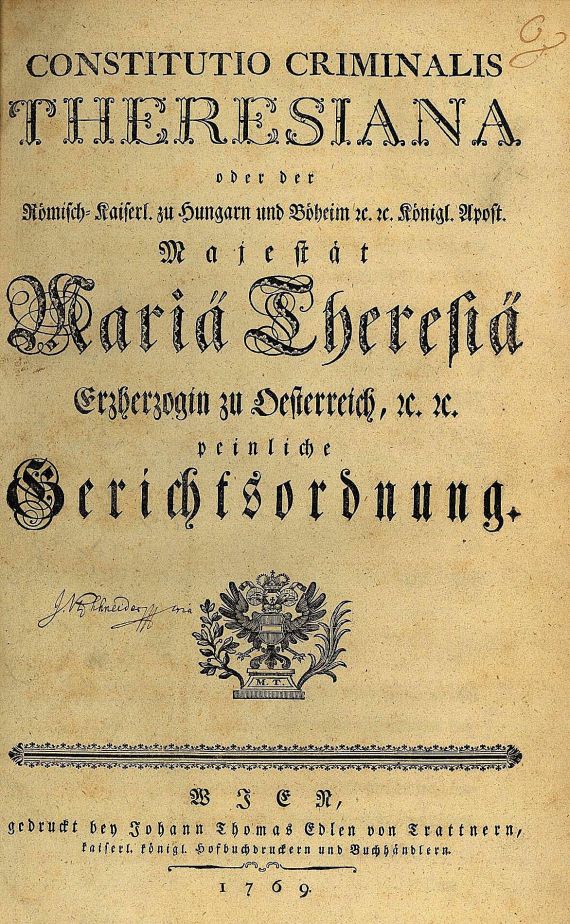 CONSTITUTIO CRIMINALIS
THERESIANA
oder der
Römisch-Kaiserl. zu Hungarn und Böheim ꝛc. ꝛc. Königl. Apost.
Majestät
Mariä Theresiä
Erzherzogin zu Oesterreich, ꝛc. ꝛc.
peinliche
Gerichtsordnung.
M. T.
WIEN,
gedruckt bey Johann Thomas Edlen von Trattnern,
kaiserl. königl. Hofbuchdruckern und Buchhändlern.
1769.